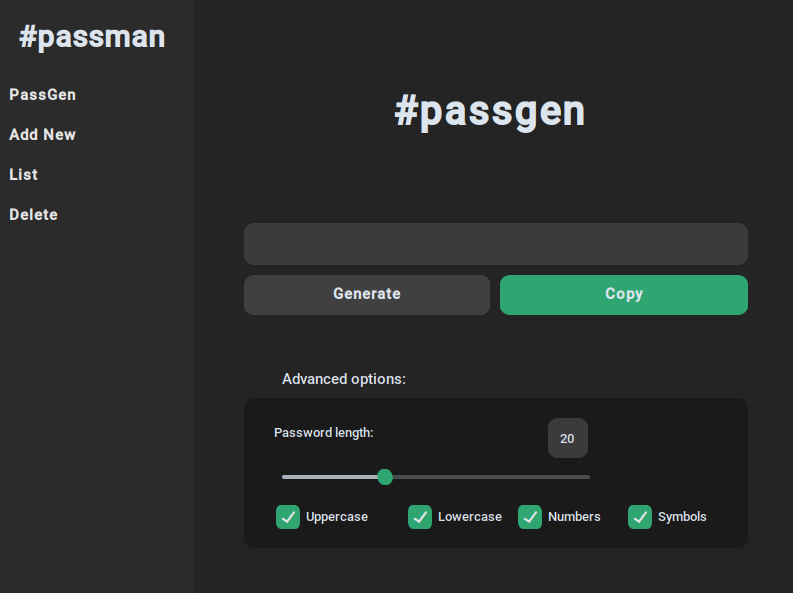 #passman
PassGen
Add New
List
Delete
#passgen
Generate Copy
Advanced options:
Password length: 20
Uppercase Lowercase Numbers Symbols